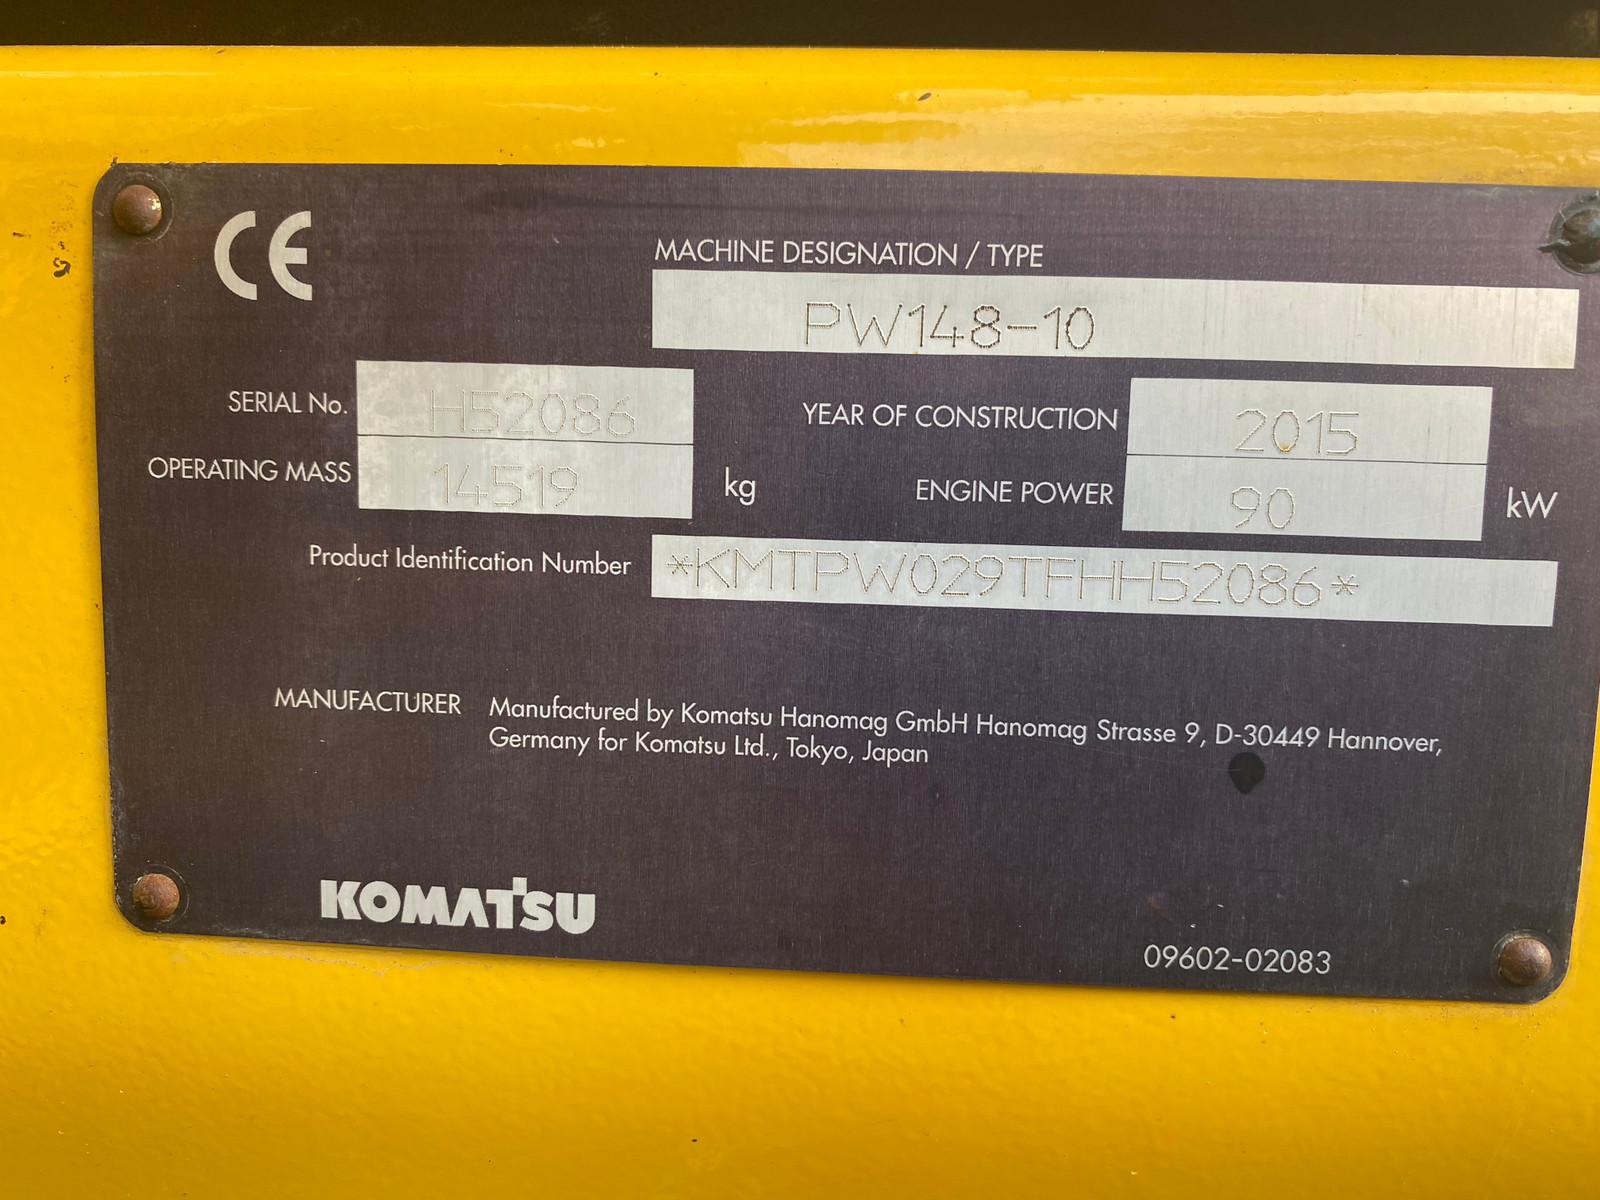 CE
MACHINE DESIGNATION / TYPE
PW148-10
SERIAL No. H52086
YEAR OF CONSTRUCTION 2015
OPERATING MASS 14519 kg
ENGINE POWER 90 kW
Product Identification Number *KMTPW029TFHH52086*
MANUFACTURER Manufactured by Komatsu Hanomag GmbH Hanomag Strasse 9, D-30449 Hannover,
Germany for Komatsu Ltd., Tokyo, Japan
KOMATSU
09602-02083